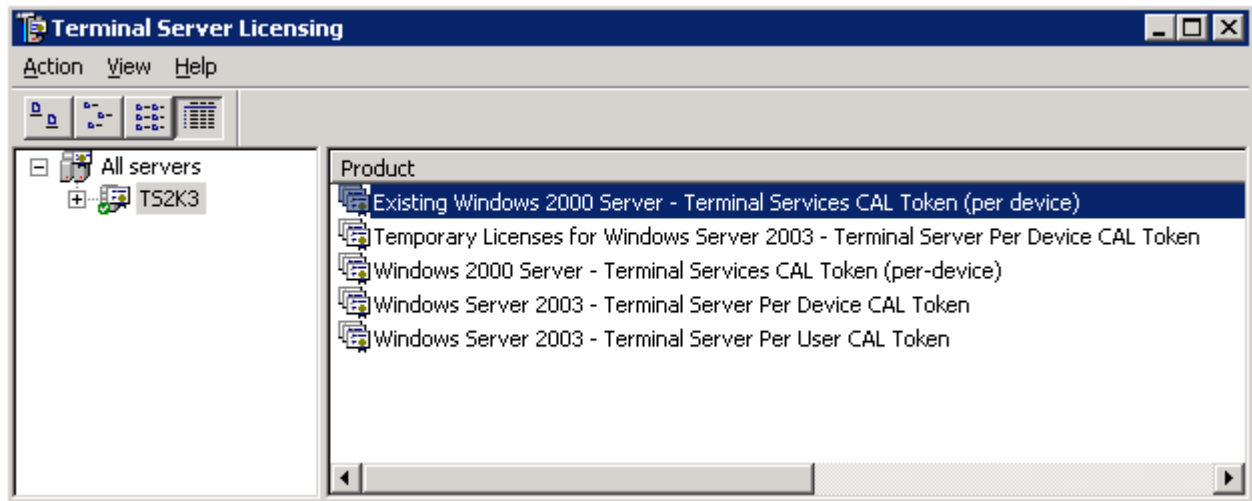 Terminal Server Licensing
Action View Help
All servers
TS2K3
Product
Existing Windows 2000 Server - Terminal Services CAL Token (per device)
Temporary Licenses for Windows Server 2003 - Terminal Server Per Device CAL Token
Windows 2000 Server - Terminal Services CAL Token (per-device)
Windows Server 2003 - Terminal Server Per Device CAL Token
Windows Server 2003 - Terminal Server Per User CAL Token